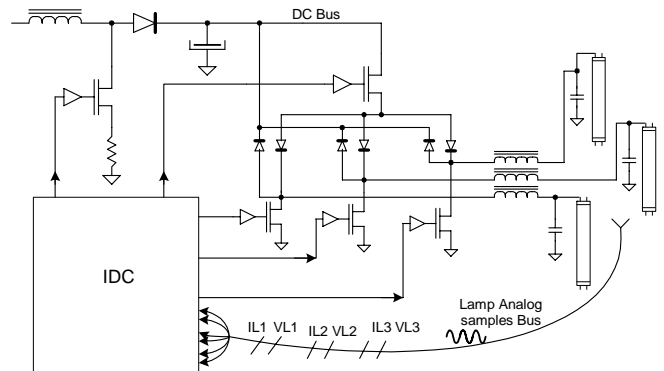 DC Bus
IDC
IL1 VL1 IL2 VL2 IL3 VL3
Lamp Analog
samples Bus